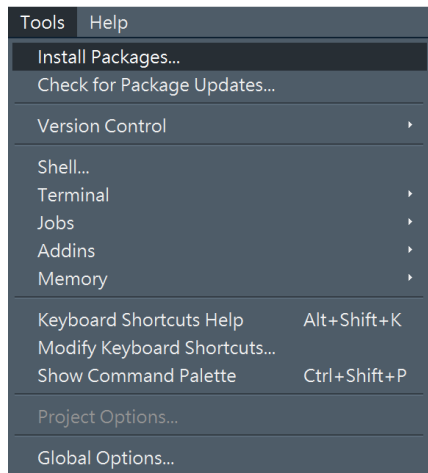 Tools Help
Install Packages...
Check for Package Updates...
Version Control
Shell...
Terminal
Jobs
Addins
Memory
Keyboard Shortcuts Help Alt+Shift+K
Modify Keyboard Shortcuts...
Show Command Palette Ctrl+Shift+P
Project Options...
Global Options...